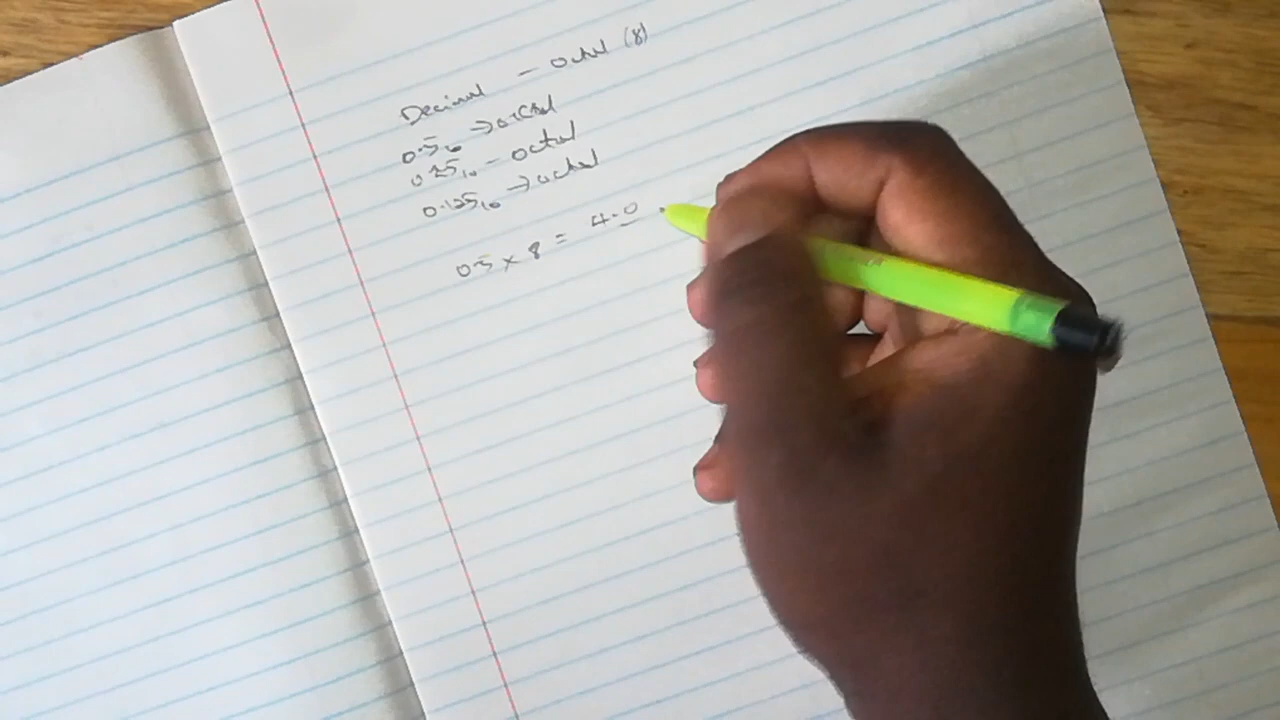 Decimal - Octal (8)
0.5₁₀ → octal
0.25₁₀ - octal
0.125₁₀ → octal
0.5 x 8 = 4.0